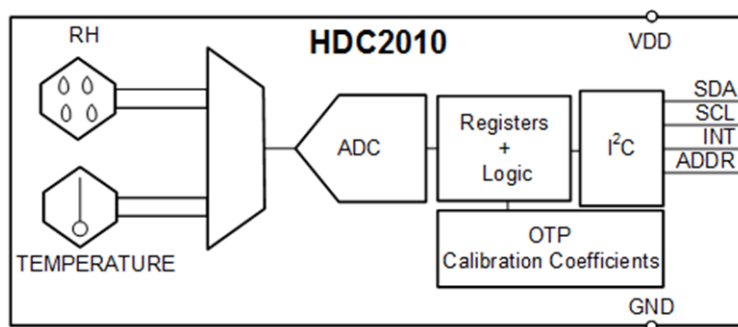 RH
HDC2010
VDD
TEMPERATURE
ADC
Registers
+
Logic
I²C
SDA
SCL
INT
ADDR
OTP
Calibration Coefficients
GND